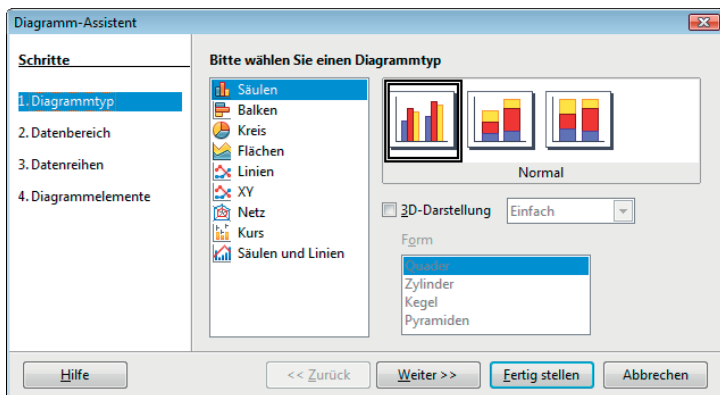 Diagramm-Assistent
Schritte
1. Diagrammtyp
2. Datenbereich
3. Datenreihen
4. Diagrammelemente
Bitte wählen Sie einen Diagrammtyp
Säulen
Balken
Kreis
Flächen
Linien
XY
Netz
Kurs
Säulen und Linien
Normal
3D-Darstellung
Einfach
Form
Quader
Zylinder
Kegel
Pyramiden
Hilfe
<< Zurück
Weiter >>
Fertig stellen
Abbrechen